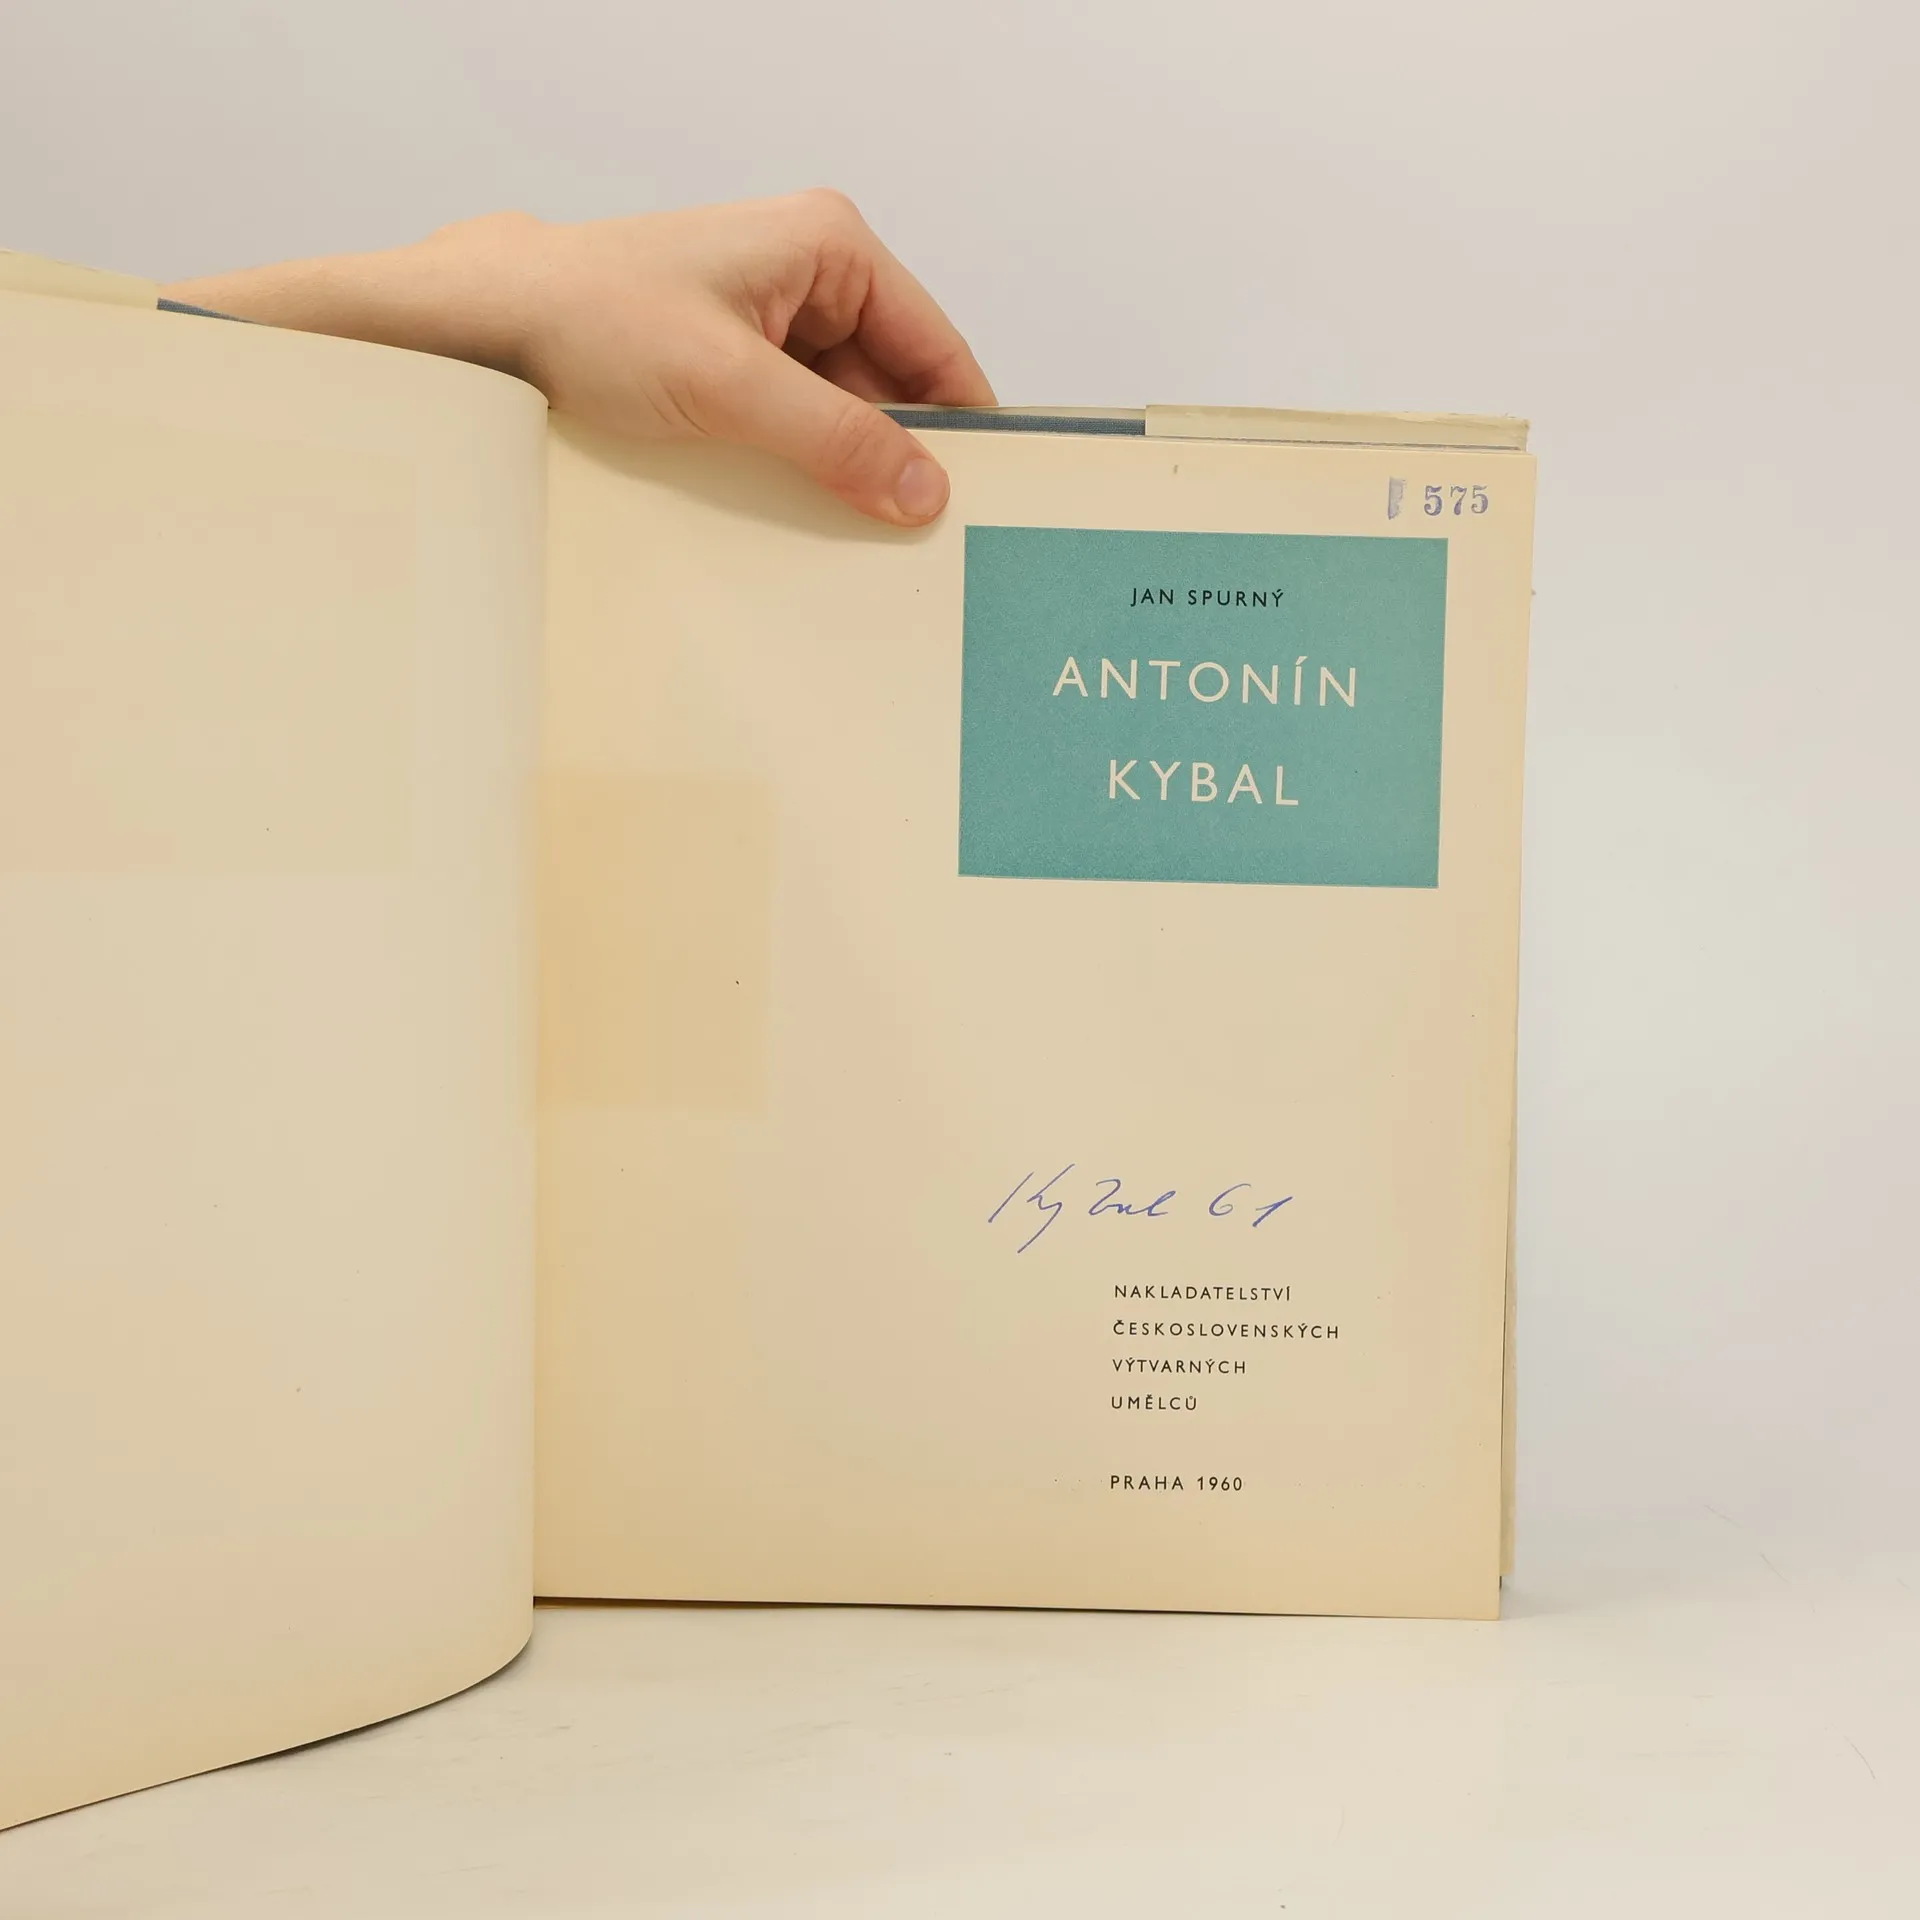 575
JAN SPURNÝ
ANTONÍN
KYBAL
Kybal 61
NAKLADATELSTVÍ
ČESKOSLOVENSKÝCH
VÝTVARNÝCH
UMĚLCŮ
PRAHA 1960